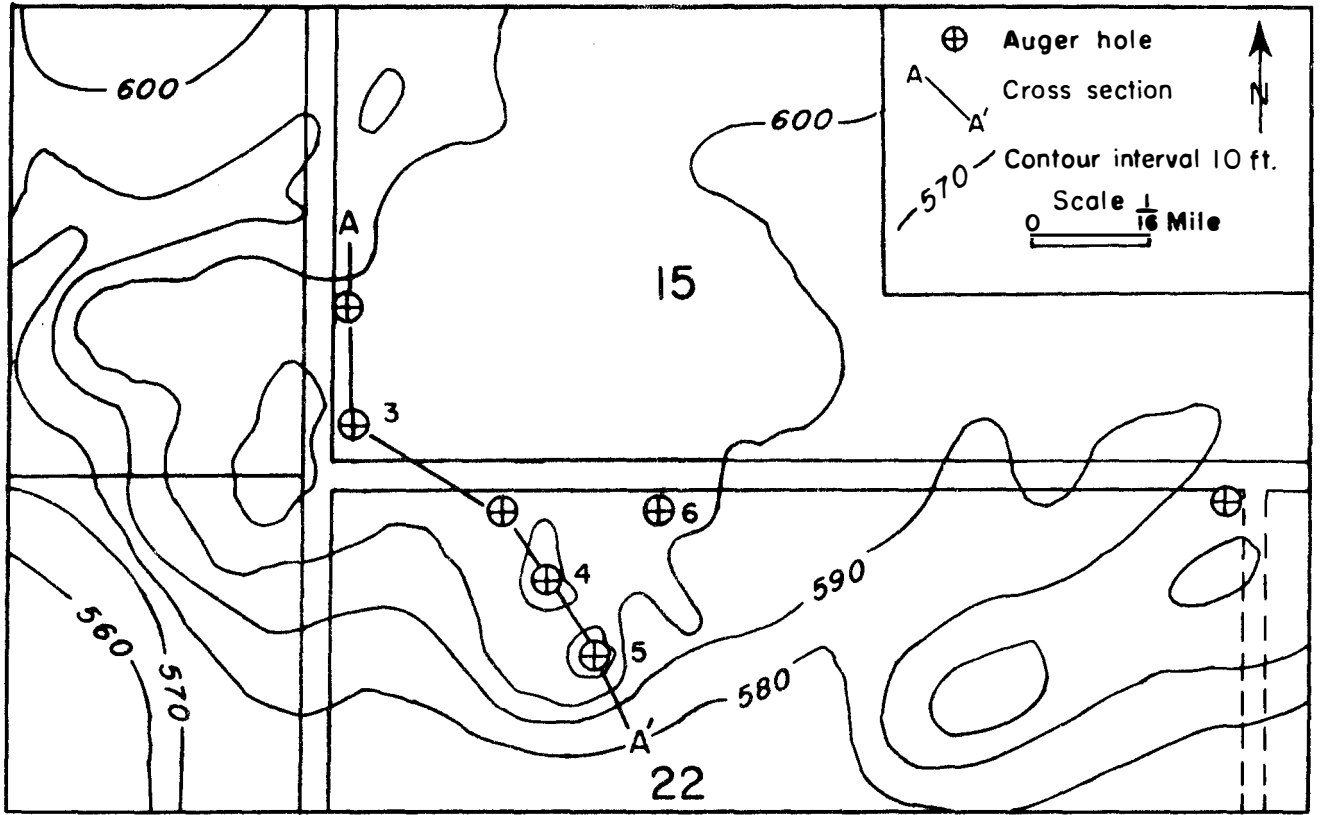 600
600
Auger hole
A
Cross section
A'
N
570
Contour interval 10 ft.
Scale
0
1/16 Mile
A
15
3
6
4
590
5
560
570
580
A'
22